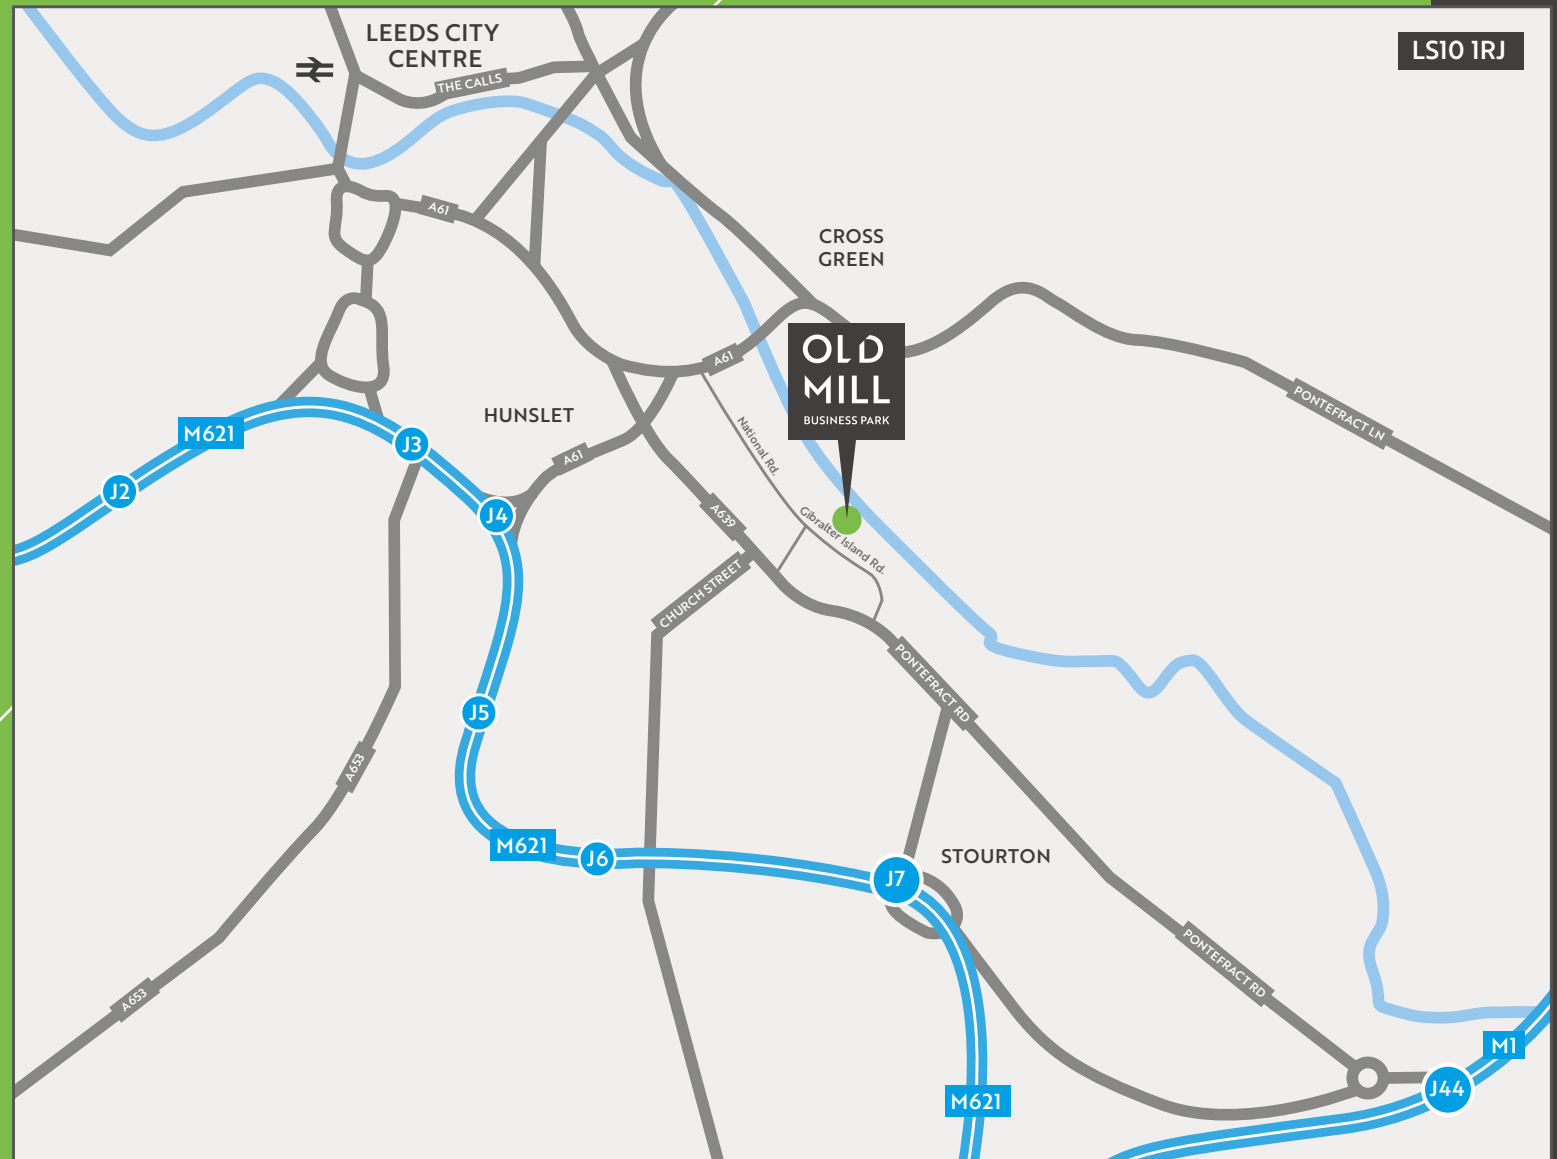 LEEDS CITY
CENTRE
LS10 1RJ
THE CALLS
A61
CROSS
GREEN
A61
OLD
MILL
BUSINESS PARK
PONTEFRACT LN
HUNSLET
M621
J3
National Rd.
A61
J2
J4
A639
Gibralter Island Rd.
CHURCH STREET
PONTEFRACT RD
J5
A653
M621
J6
STOURTON
J7
PONTEFRACT RD
A653
M1
J44
M621